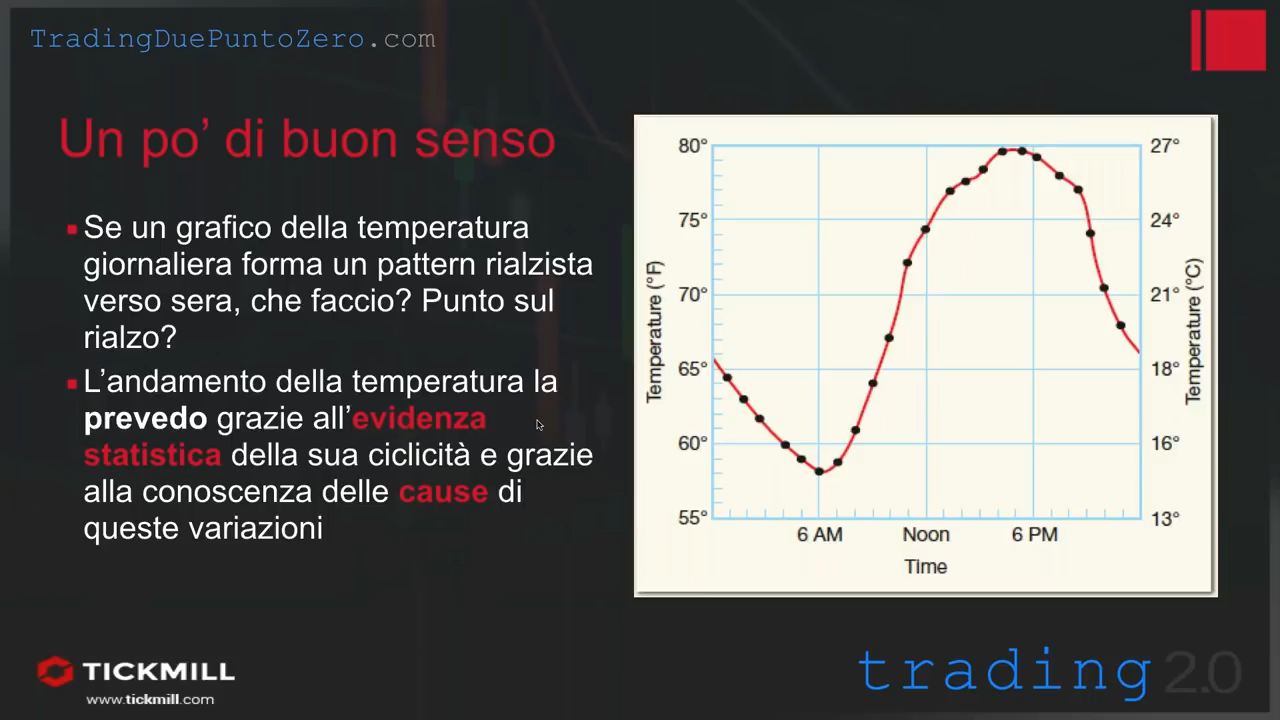 TradingDuePuntoZero.com
Un po’ di buon senso
Se un grafico della temperatura
giornaliera forma un pattern rialzista
verso sera, che faccio? Punto sul
rialzo?
L’andamento della temperatura la
prevedo grazie all’evidenza
statistica della sua ciclicità e grazie
alla conoscenza delle cause di
queste variazioni
80°
75°
70°
65°
60°
55°
Temperature (°F)
27°
24°
21°
18°
16°
13°
Temperature (°C)
6 AM
Noon
6 PM
Time
TICKMILL
www.tickmill.com
trading 2.0